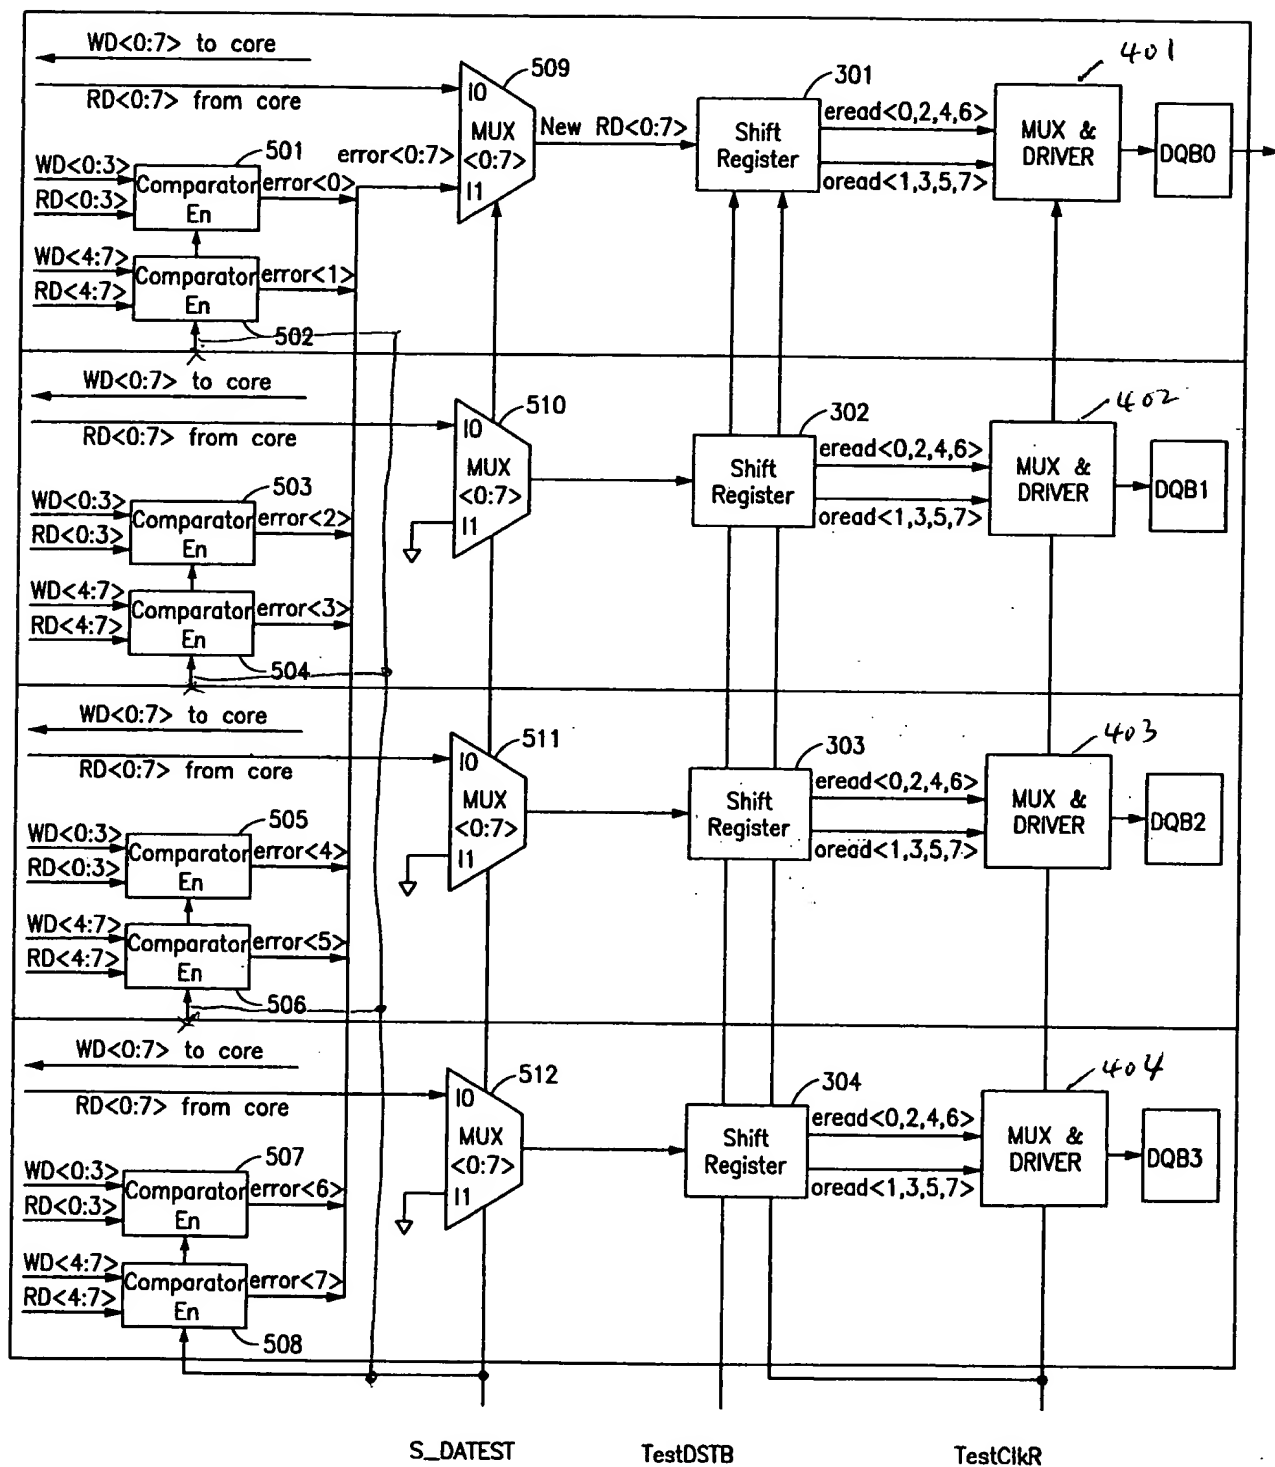 WD<0:7> to core
RD<0:7> from core
509
I0
MUX
<0:7>
I1
New RD<0:7>
301
Shift
Register
eread<0,2,4,6>
oread<1,3,5,7>
401
MUX &
DRIVER
DQB0
501
WD<0:3>
RD<0:3>
Comparator
En
error<0>
error<0:7>
WD<4:7>
RD<4:7>
Comparator
En
error<1>
502
WD<0:7> to core
RD<0:7> from core
510
I0
MUX
<0:7>
I1
302
Shift
Register
eread<0,2,4,6>
oread<1,3,5,7>
402
MUX &
DRIVER
DQB1
503
WD<0:3>
RD<0:3>
Comparator
En
error<2>
WD<4:7>
RD<4:7>
Comparator
En
error<3>
504
WD<0:7> to core
RD<0:7> from core
511
I0
MUX
<0:7>
I1
303
Shift
Register
eread<0,2,4,6>
oread<1,3,5,7>
403
MUX &
DRIVER
DQB2
505
WD<0:3>
RD<0:3>
Comparator
En
error<4>
WD<4:7>
RD<4:7>
Comparator
En
error<5>
506
WD<0:7> to core
RD<0:7> from core
512
I0
MUX
<0:7>
I1
304
Shift
Register
eread<0,2,4,6>
oread<1,3,5,7>
404
MUX &
DRIVER
DQB3
507
WD<0:3>
RD<0:3>
Comparator
En
error<6>
WD<4:7>
RD<4:7>
Comparator
En
error<7>
508
S_DATEST
TestDSTB
TestClkR